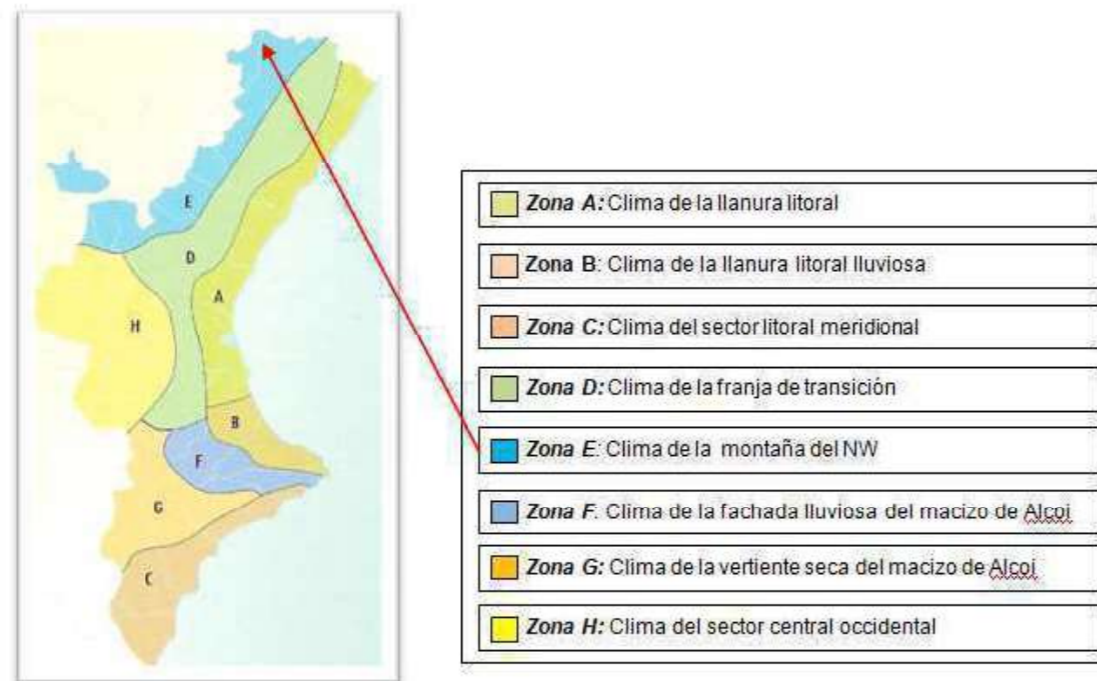 E
D
A
H
B
F
G
C
Zona A: Clima de la llanura litoral
Zona B: Clima de la llanura litoral lluviosa
Zona C: Clima del sector litoral meridional
Zona D: Clima de la franja de transición
Zona E: Clima de la montaña del NW
Zona F: Clima de la fachada lluviosa del macizo de Alcoi
Zona G: Clima de la vertiente seca del macizo de Alcoi
Zona H: Clima del sector central occidental